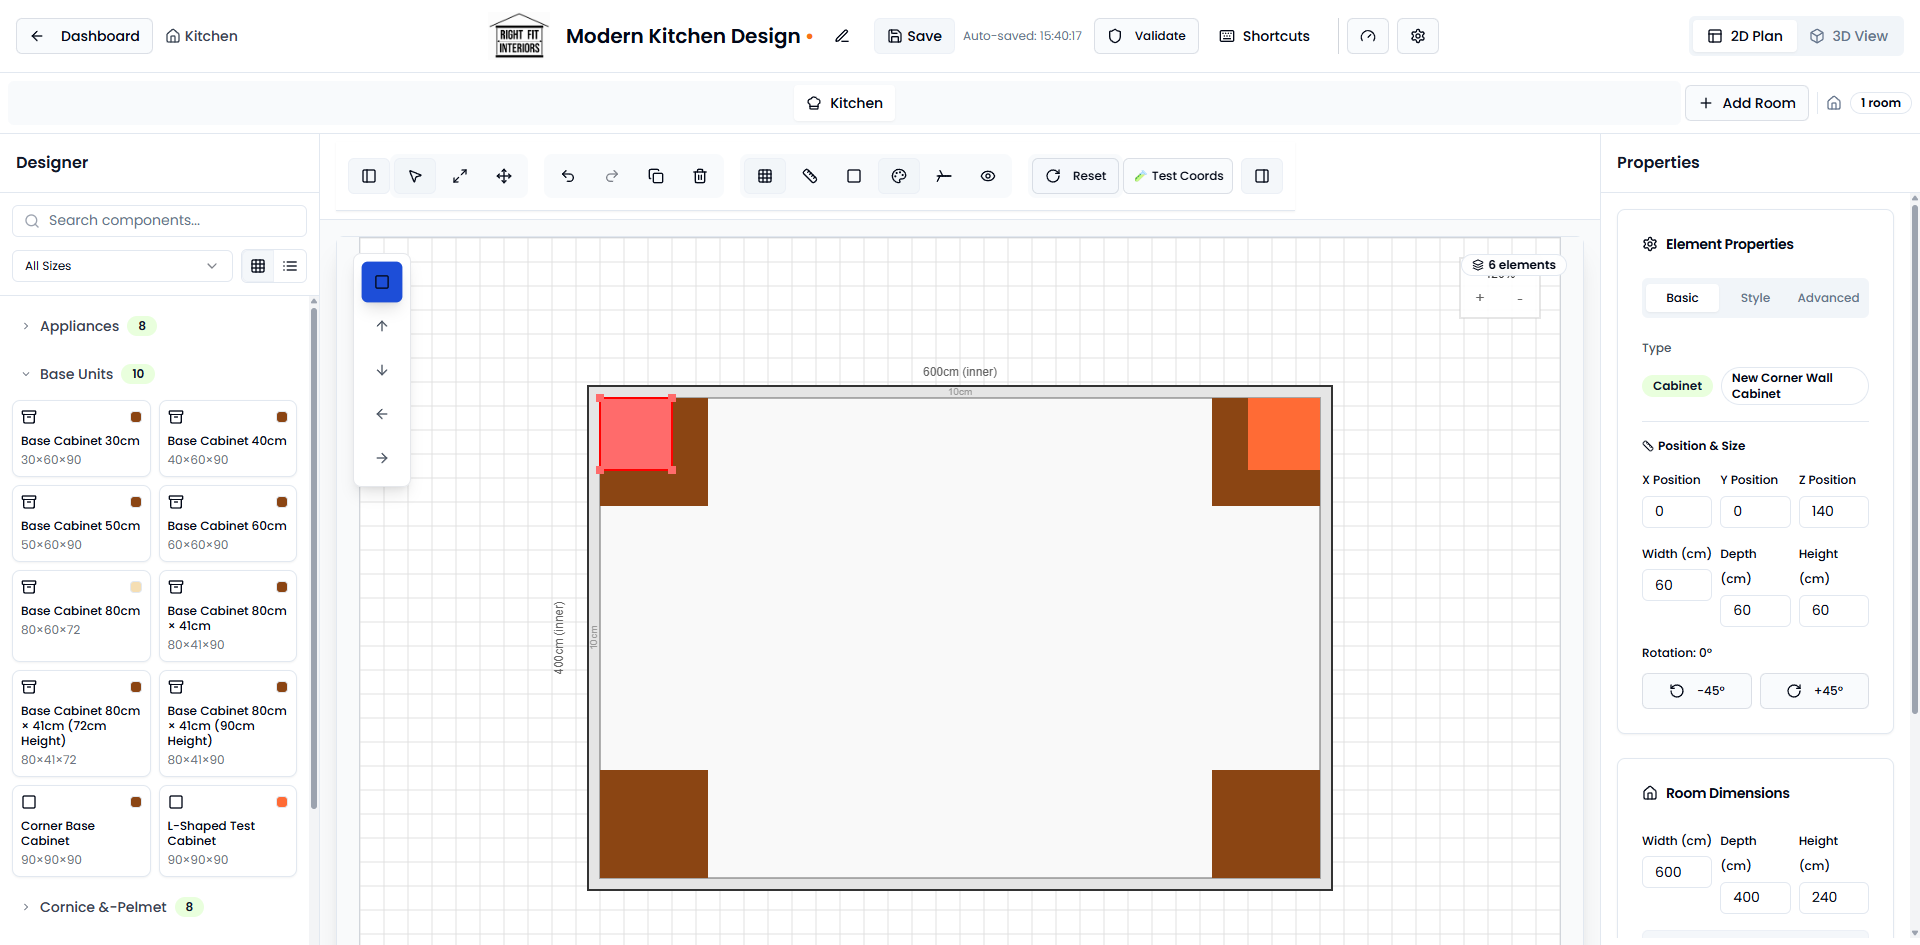 Dashboard
Kitchen
RIGHT FIT
INTERIORS
Modern Kitchen Design
Save
Auto-saved: 15:40:17
Validate
Shortcuts
2D Plan
3D View
Kitchen
Add Room
1 room
Designer
Search components...
All Sizes
Appliances 8
Base Units 10
Base Cabinet 30cm
30×60×90
Base Cabinet 40cm
40×60×90
Base Cabinet 50cm
50×60×90
Base Cabinet 60cm
60×60×90
Base Cabinet 80cm
80×60×72
Base Cabinet 80cm
× 41cm
80×41×90
Base Cabinet 80cm
× 41cm (72cm
Height)
80×41×72
Base Cabinet 80cm
× 41cm (90cm
Height)
80×41×90
Corner Base
Cabinet
90×90×90
L-Shaped Test
Cabinet
90×90×90
Cornice &-Pelmet 8
Reset
Test Coords
6 elements
+ -
600cm (inner)
10cm
400cm (inner)
10cm
Properties
Element Properties
Basic
Style
Advanced
Type
Cabinet
New Corner Wall
Cabinet
Position & Size
X Position
Y Position
Z Position
0
0
140
Width (cm)
Depth
(cm)
Height
(cm)
60
60
60
Rotation: 0°
-45°
+45°
Room Dimensions
Width (cm)
Depth
(cm)
Height
(cm)
600
400
240